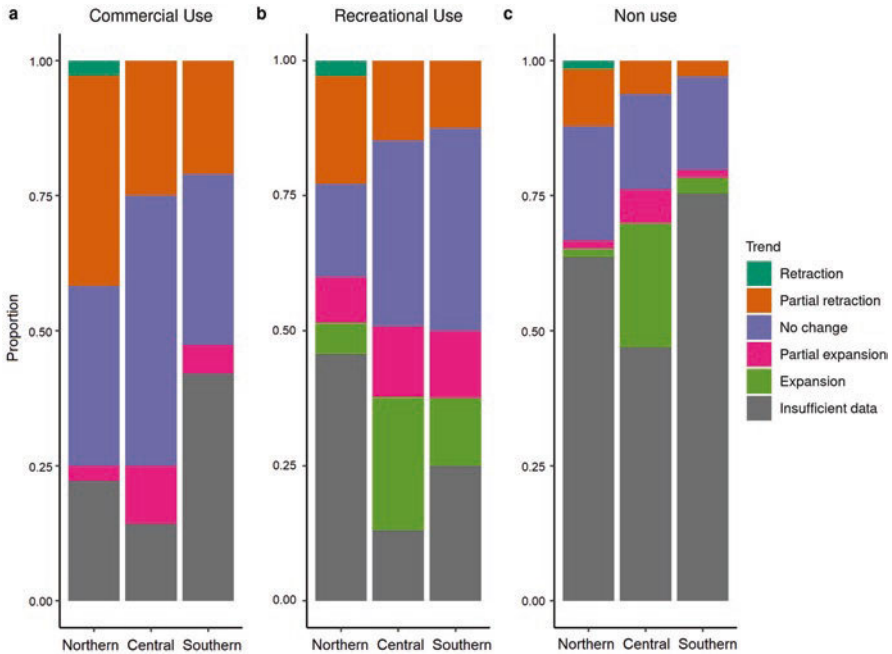 a Commercial Use
b Recreational Use
c Non use
Proportion
1.00
0.75
0.50
0.25
0.00
Northern Central Southern
1.00
0.75
0.50
0.25
0.00
Northern Central Southern
1.00
0.75
0.50
0.25
0.00
Northern Central Southern
Trend
Retraction
Partial retraction
No change
Partial expansion
Expansion
Insufficient data